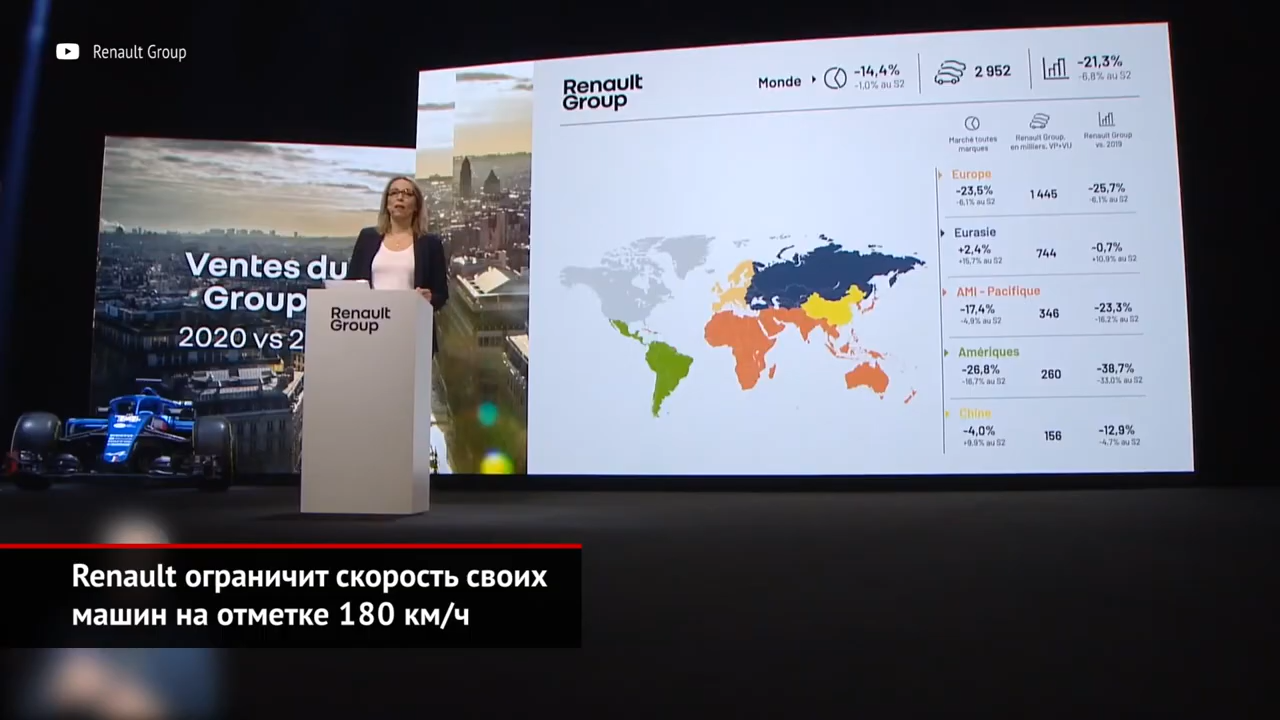 Renault Group
Renault
Group
Monde
-14,4%
-1,0% au S2
2 952
-21,3%
-6,8% au S2
Marché toutes
marques
Renault Group,
en milliers, VP+VU
Renault Group
vs. 2019
Europe
-23,5%
-6,1% au S2
1 445
-25,7%
-6,1% au S2
Eurasie
+2,4%
+15,7% au S2
744
-0,7%
+10,9% au S2
AMI - Pacifique
-17,4%
-4,9% au S2
346
-23,3%
-16,2% au S2
Amériques
-26,8%
-16,7% au S2
260
-38,7%
-33,0% au S2
Chine
-4,0%
+9,9% au S2
156
-12,9%
-4,7% au S2
Ventes du
Group
2020 vs 2
Renault
Group
Renault ограничит скорость своих
машин на отметке 180 км/ч